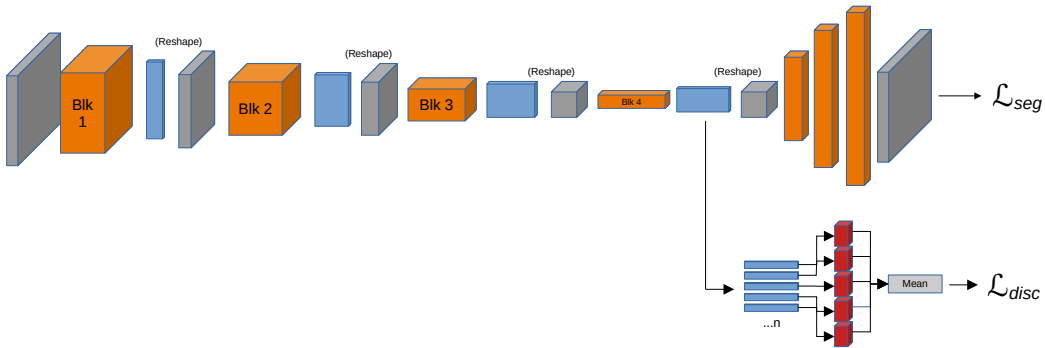 (Reshape)
(Reshape)
(Reshape)
(Reshape)
Blk
1
Blk 2
Blk 3
Blk 4
ℒseg
...n
Mean
ℒdisc